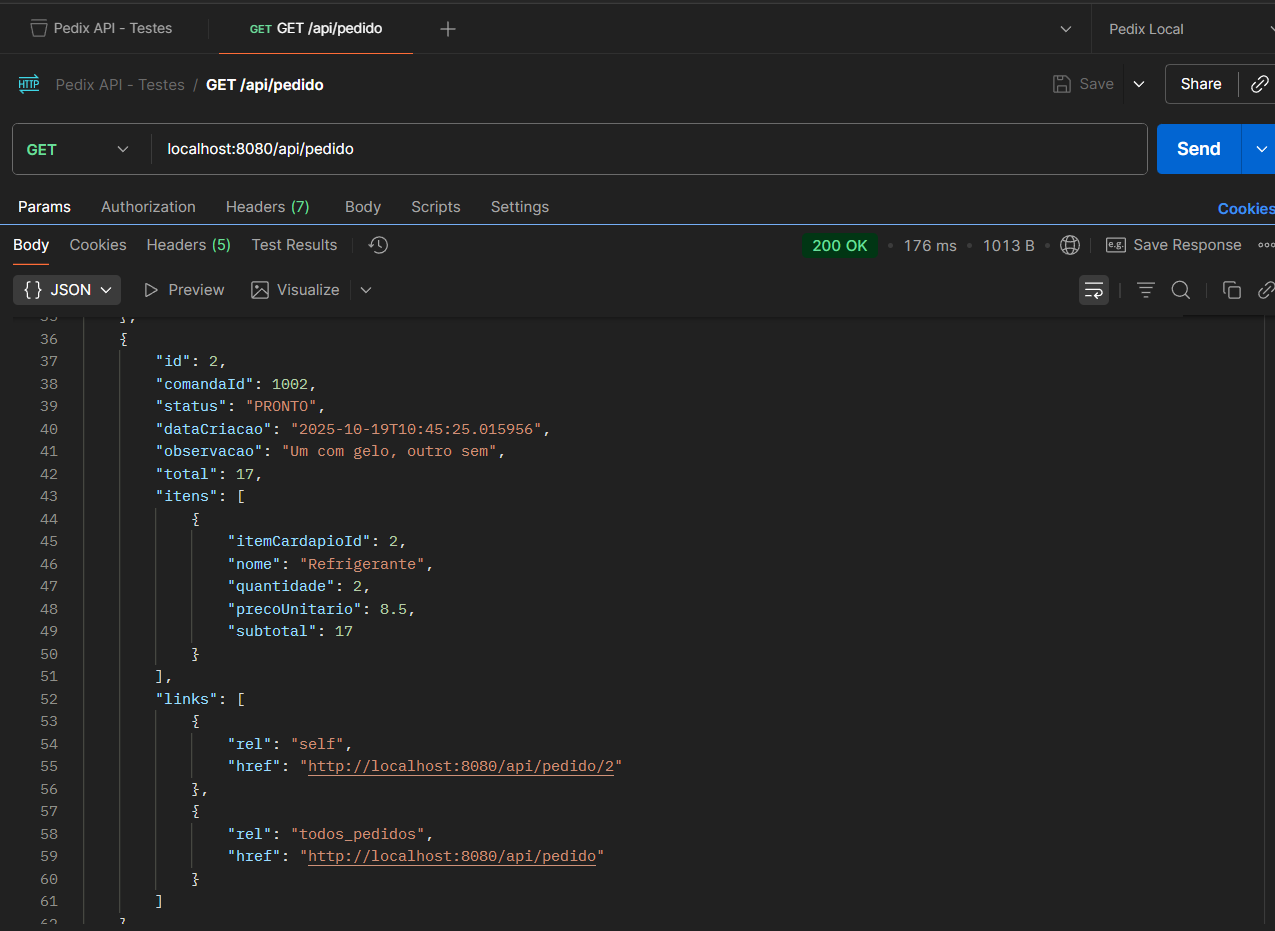 Pedix API - Testes
GET GET /api/pedido
Pedix Local
HTTP Pedix API - Testes / GET /api/pedido
Save
Share
GET
localhost:8080/api/pedido
Send
Params Authorization Headers (7) Body Scripts Settings
Cookies
Body Cookies Headers (5) Test Results
200 OK • 176 ms • 1013 B •
e.g. Save Response
{} JSON Preview Visualize
35 },
36 {
37 "id": 2,
38 "comandaId": 1002,
39 "status": "PRONTO",
40 "dataCriacao": "2025-10-19T10:45:25.015956",
41 "observacao": "Um com gelo, outro sem",
42 "total": 17,
43 "itens": [
44 {
45 "itemCardapioId": 2,
46 "nome": "Refrigerante",
47 "quantidade": 2,
48 "precoUnitario": 8.5,
49 "subtotal": 17
50 }
51 ],
52 "links": [
53 {
54 "rel": "self",
55 "href": "http://localhost:8080/api/pedido/2"
56 },
57 {
58 "rel": "todos_pedidos",
59 "href": "http://localhost:8080/api/pedido"
60 }
61 ]
62 }